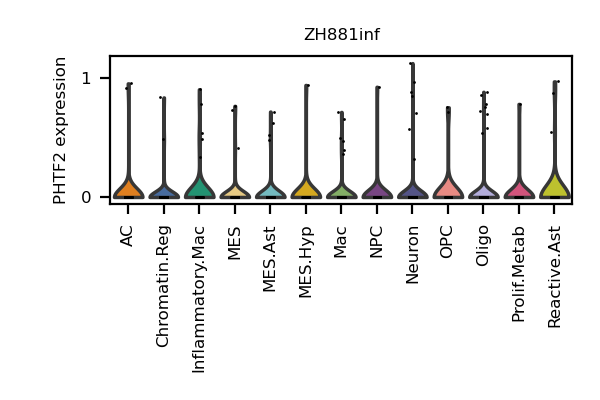 ZH881inf
PHTF2 expression
1
0
AC
Chromatin.Reg
Inflammatory.Mac
MES
MES.Ast
MES.Hyp
Mac
NPC
Neuron
OPC
Oligo
Prolif.Metab
Reactive.Ast